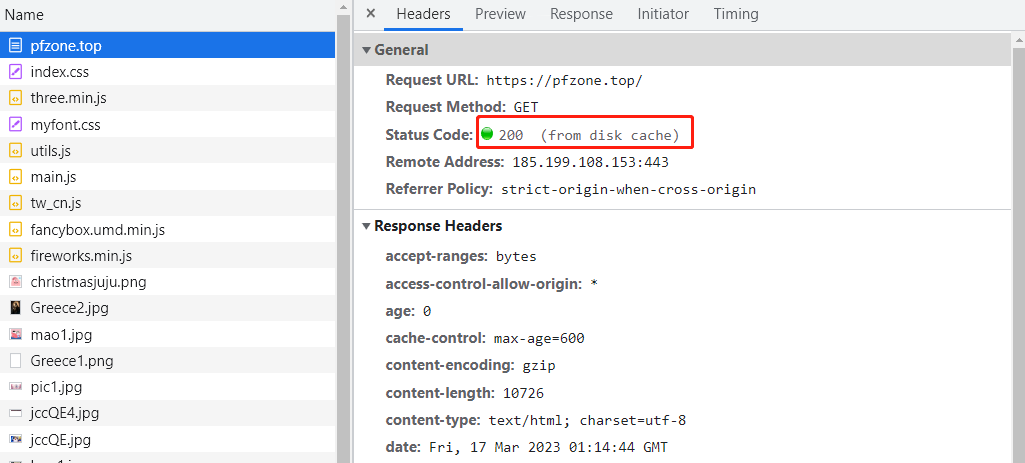 Name
pfzone.top
index.css
three.min.js
myfont.css
utils.js
main.js
tw_cn.js
fancybox.umd.min.js
fireworks.min.js
christmasjuju.png
Greece2.jpg
mao1.jpg
Greece1.png
pic1.jpg
jccQE4.jpg
jccQE.jpg
× Headers Preview Response Initiator Timing
General
Request URL: https://pfzone.top/
Request Method: GET
Status Code: 200 (from disk cache)
Remote Address: 185.199.108.153:443
Referrer Policy: strict-origin-when-cross-origin
Response Headers
accept-ranges: bytes
access-control-allow-origin: *
age: 0
cache-control: max-age=600
content-encoding: gzip
content-length: 10726
content-type: text/html; charset=utf-8
date: Fri, 17 Mar 2023 01:14:44 GMT